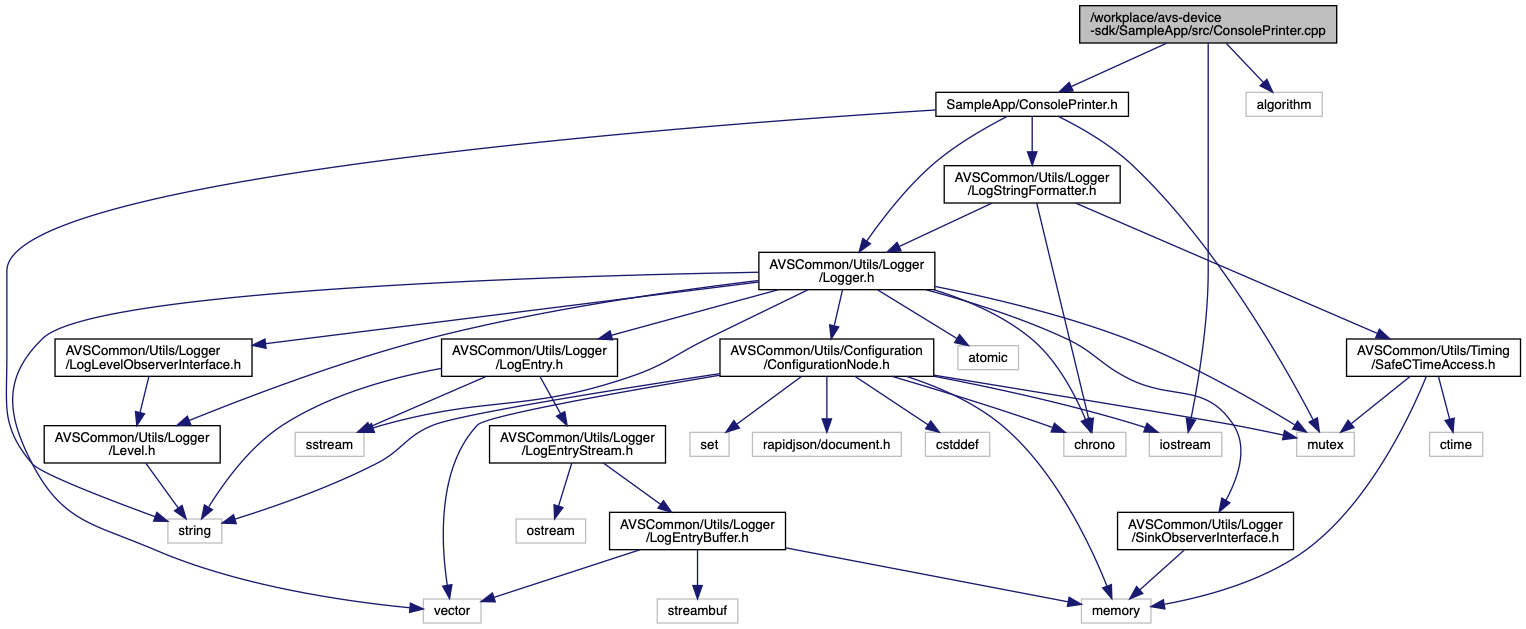 /workplace/avs-device
-sdk/SampleApp/src/ConsolePrinter.cpp
SampleApp/ConsolePrinter.h
algorithm
AVSCommon/Utils/Logger
/LogStringFormatter.h
AVSCommon/Utils/Logger
/Logger.h
AVSCommon/Utils/Logger
/LogLevelObserverInterface.h
AVSCommon/Utils/Logger
/LogEntry.h
AVSCommon/Utils/Configuration
/ConfigurationNode.h
atomic
AVSCommon/Utils/Timing
/SafeCTimeAccess.h
AVSCommon/Utils/Logger
/Level.h
sstream
AVSCommon/Utils/Logger
/LogEntryStream.h
set
rapidjson/document.h
cstddef
chrono
iostream
mutex
ctime
string
ostream
AVSCommon/Utils/Logger
/LogEntryBuffer.h
AVSCommon/Utils/Logger
/SinkObserverInterface.h
vector
streambuf
memory